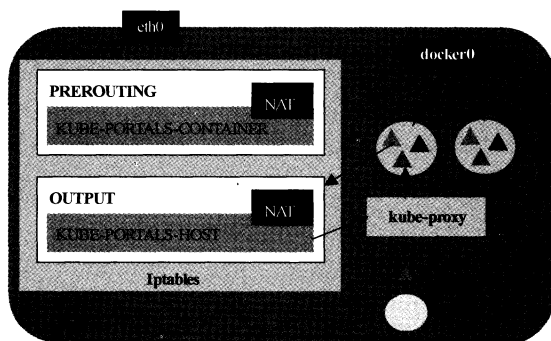 eth0
docker0
PREROUTING
NAT
KUBE-PORTALS-CONTAINER
OUTPUT
NAT
KUBE-PORTALS-HOST
kube-proxy
Iptables